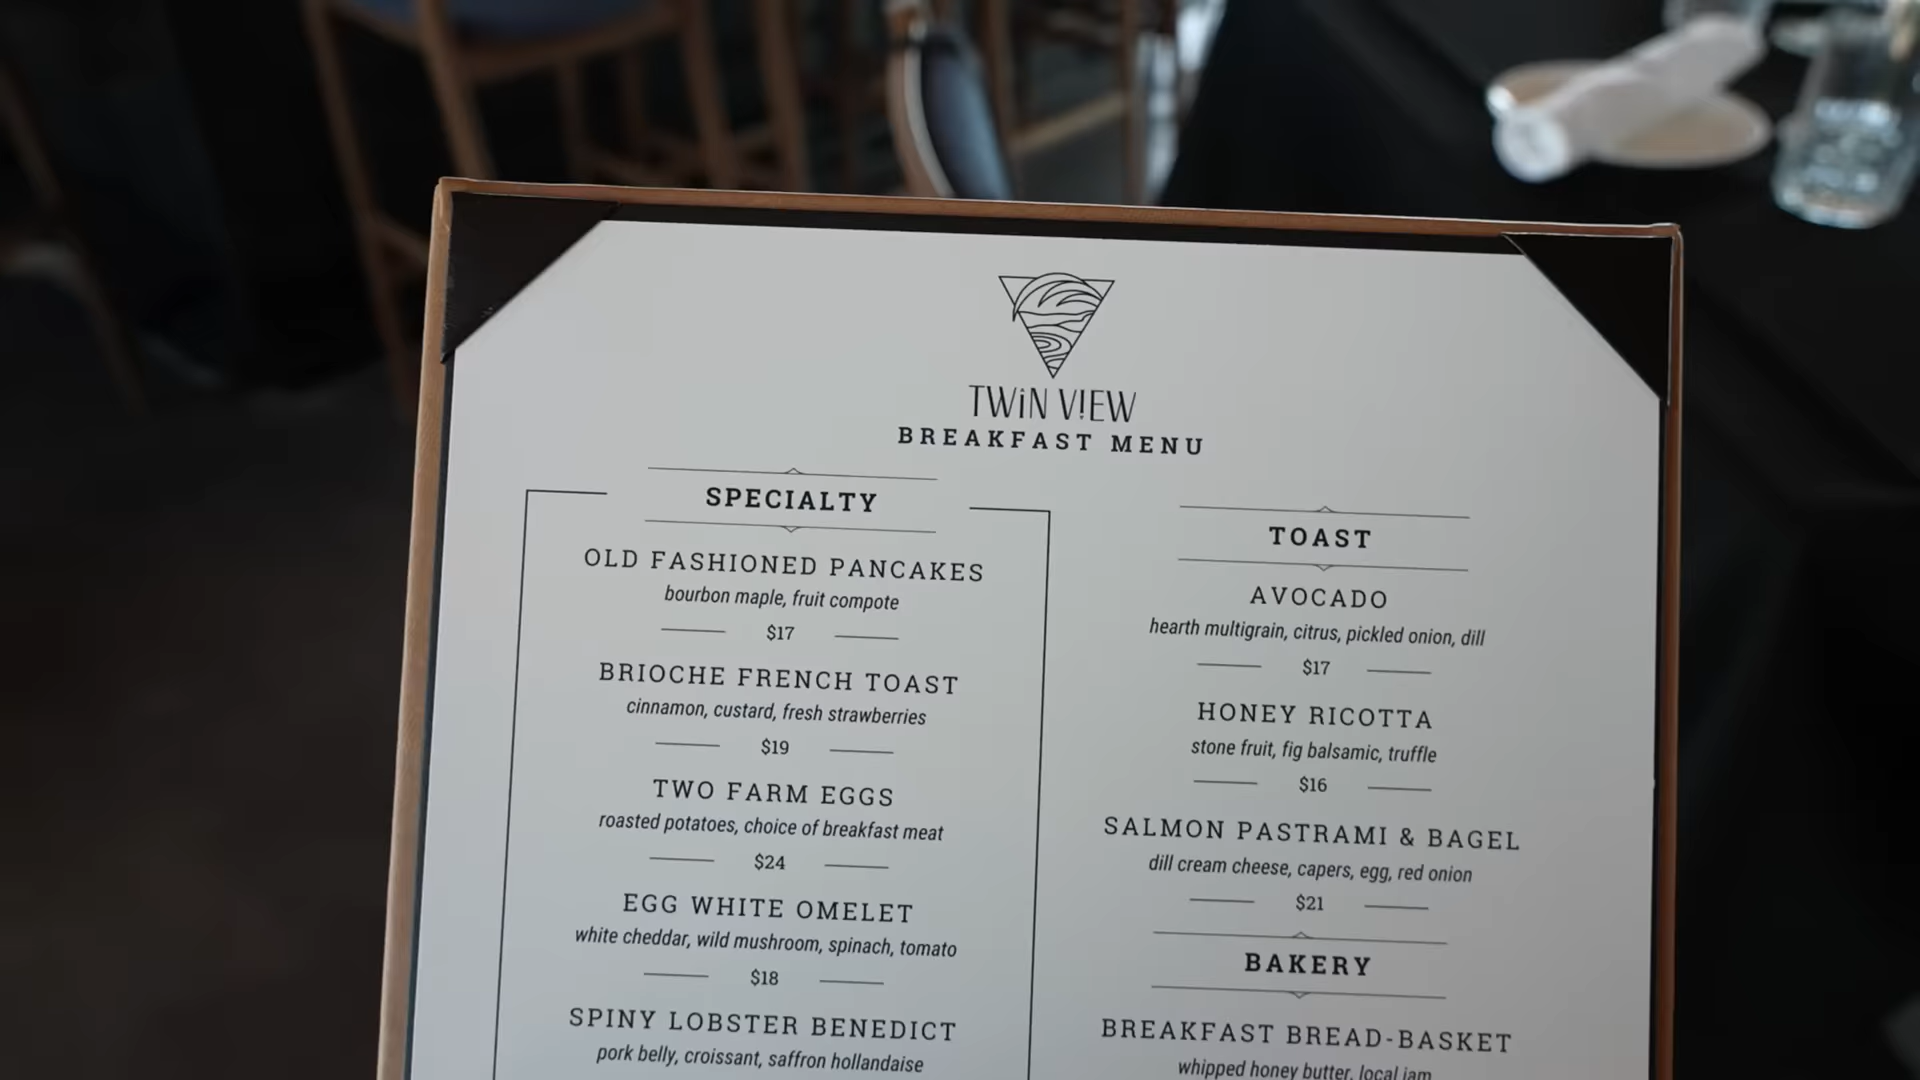 TWiN V!EW
BREAKFAST MENU
SPECIALTY
OLD FASHIONED PANCAKES
bourbon maple, fruit compote
$17
BRIOCHE FRENCH TOAST
cinnamon, custard, fresh strawberries
$19
TWO FARM EGGS
roasted potatoes, choice of breakfast meat
$24
EGG WHITE OMELET
white cheddar, wild mushroom, spinach, tomato
$18
SPINY LOBSTER BENEDICT
pork belly, croissant, saffron hollandaise
TOAST
AVOCADO
hearth multigrain, citrus, pickled onion, dill
$17
HONEY RICOTTA
stone fruit, fig balsamic, truffle
$16
SALMON PASTRAMI & BAGEL
dill cream cheese, capers, egg, red onion
$21
BAKERY
BREAKFAST BREAD-BASKET
whipped honey butter, local jam